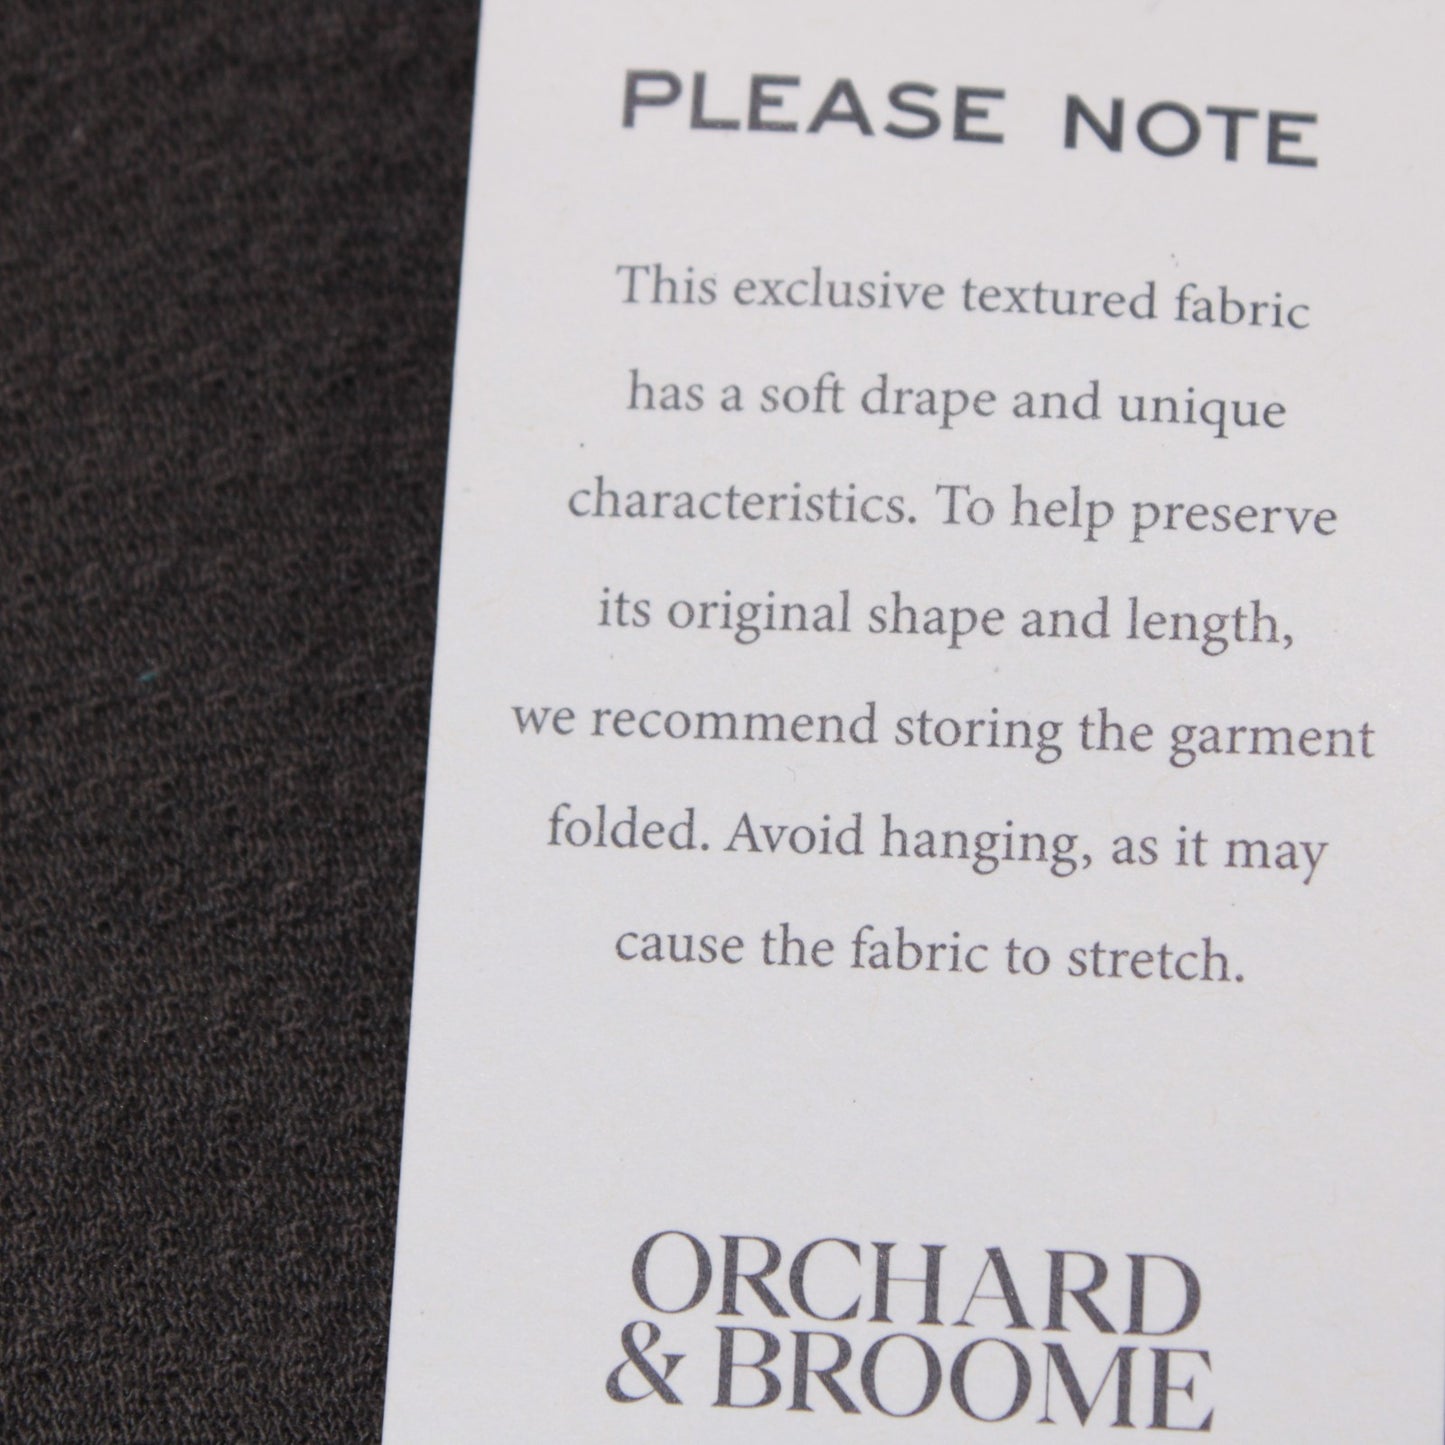 PLEASE NOTE
This exclusive textured fabric
has a soft drape and unique
characteristics. To help preserve
its original shape and length,
we recommend storing the garment
folded. Avoid hanging, as it may
cause the fabric to stretch.
ORCHARD
& BROOME